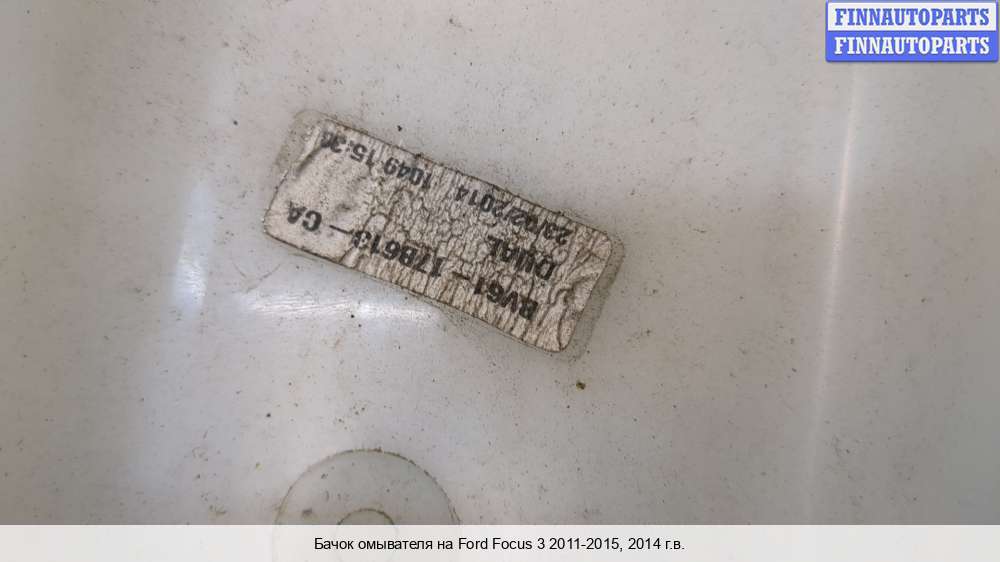 FINNAUTOPARTS
FINNAUTOPARTS
BV61 - 17B613 - CA
DUAL
23/02/2014 1049 15:36
Бачок омывателя на Ford Focus 3 2011-2015, 2014 г.в.